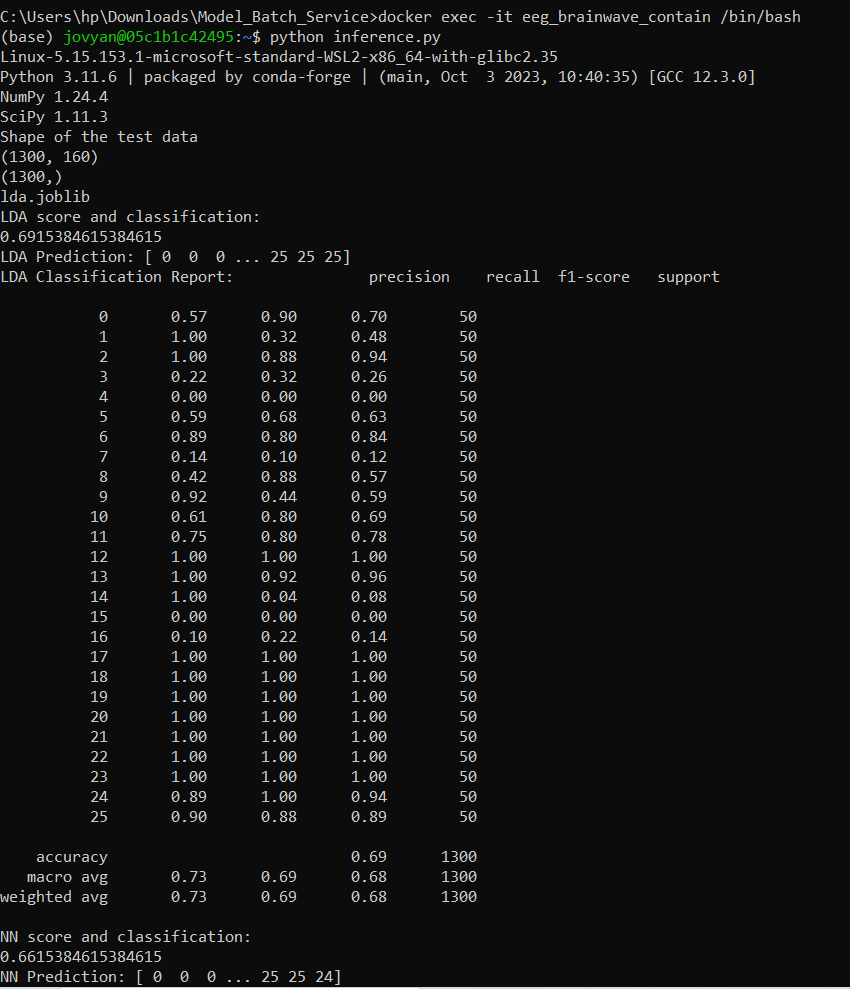 C:\Users\hp\Downloads\Model_Batch_Service>docker exec -it eeg_brainwave_contain /bin/bash
(base) jovyan@05c1b1c42495:~$ python inference.py
Linux-5.15.153.1-microsoft-standard-WSL2-x86_64-with-glibc2.35
Python 3.11.6 | packaged by conda-forge | (main, Oct  3 2023, 10:40:35) [GCC 12.3.0]
NumPy 1.24.4
SciPy 1.11.3
Shape of the test data
(1300, 160)
(1300,)
lda.joblib
LDA score and classification:
0.6915384615384615
LDA Prediction: [ 0  0  0 ... 25 25 25]
LDA Classification Report:               precision    recall  f1-score   support
           0       0.57      0.90      0.70        50
           1       1.00      0.32      0.48        50
           2       1.00      0.88      0.94        50
           3       0.22      0.32      0.26        50
           4       0.00      0.00      0.00        50
           5       0.59      0.68      0.63        50
           6       0.89      0.80      0.84        50
           7       0.14      0.10      0.12        50
           8       0.42      0.88      0.57        50
           9       0.92      0.44      0.59        50
          10       0.61      0.80      0.69        50
          11       0.75      0.80      0.78        50
          12       1.00      1.00      1.00        50
          13       1.00      0.92      0.96        50
          14       1.00      0.04      0.08        50
          15       0.00      0.00      0.00        50
          16       0.10      0.22      0.14        50
          17       1.00      1.00      1.00        50
          18       1.00      1.00      1.00        50
          19       1.00      1.00      1.00        50
          20       1.00      1.00      1.00        50
          21       1.00      1.00      1.00        50
          22       1.00      1.00      1.00        50
          23       1.00      1.00      1.00        50
          24       0.89      1.00      0.94        50
          25       0.90      0.88      0.89        50
    accuracy                           0.69      1300
   macro avg       0.73      0.69      0.68      1300
weighted avg       0.73      0.69      0.68      1300
NN score and classification:
0.6615384615384615
NN Prediction: [ 0  0  0 ... 25 25 24]